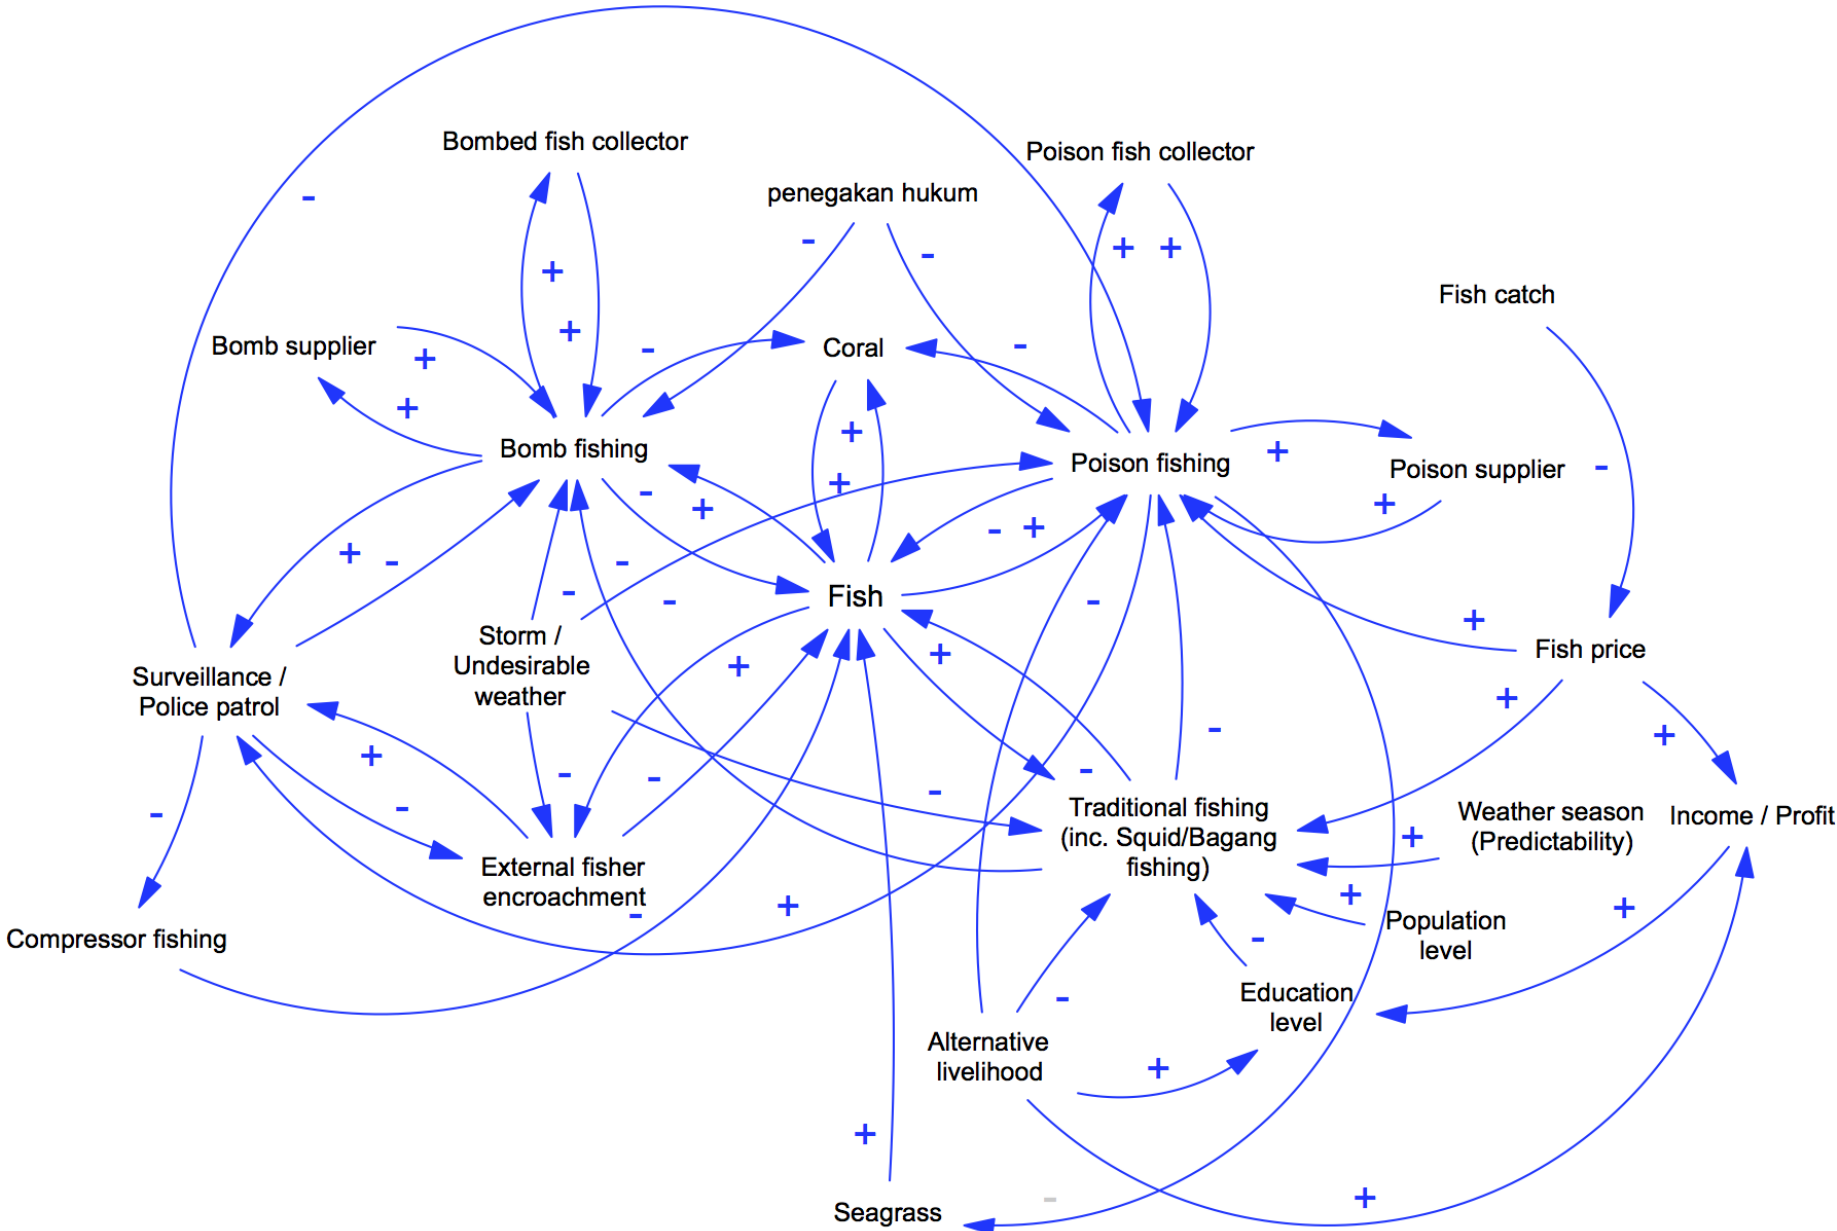 Bombed fish collector
Poison fish collector
penegakan hukum
Fish catch
Bomb supplier
Coral
Bomb fishing
Poison fishing
Poison supplier
Fish
Storm /
Undesirable
weather
Fish price
Surveillance /
Police patrol
Traditional fishing
(inc. Squid/Bagang
fishing)
Weather season
(Predictability)
Income / Profit
External fisher
encroachment
Compressor fishing
Population
level
Education
level
Alternative
livelihood
Seagrass